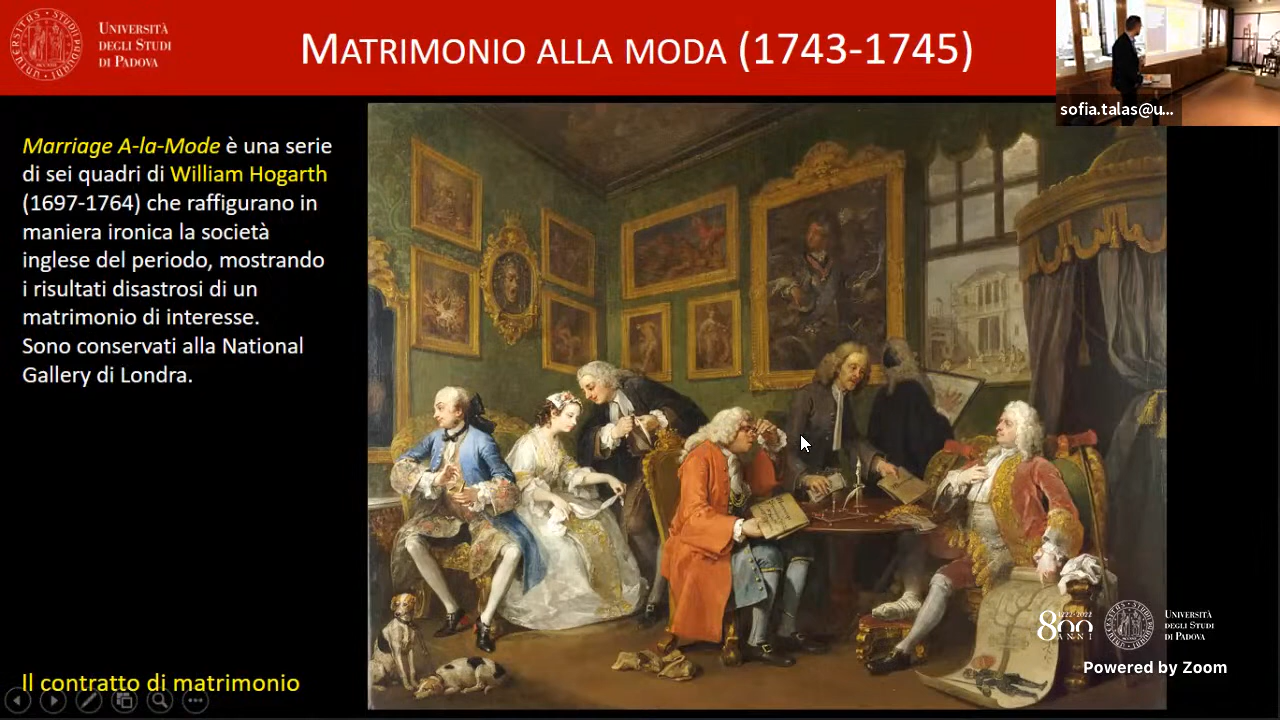 UNIVERSITÀ
DEGLI STUDI
DI PADOVA
MATRIMONIO ALLA MODA (1743-1745)
sofia.talas@u...
Marriage A-la-Mode è una serie
di sei quadri di William Hogarth
(1697-1764) che raffigurano in
maniera ironica la società
inglese del periodo, mostrando
i risultati disastrosi di un
matrimonio di interesse.
Sono conservati alla National
Gallery di Londra.
1222·2022
800
ANNI
UNIVERSITÀ
DEGLI STUDI
DI PADOVA
Powered by Zoom
Il contratto di matrimonio